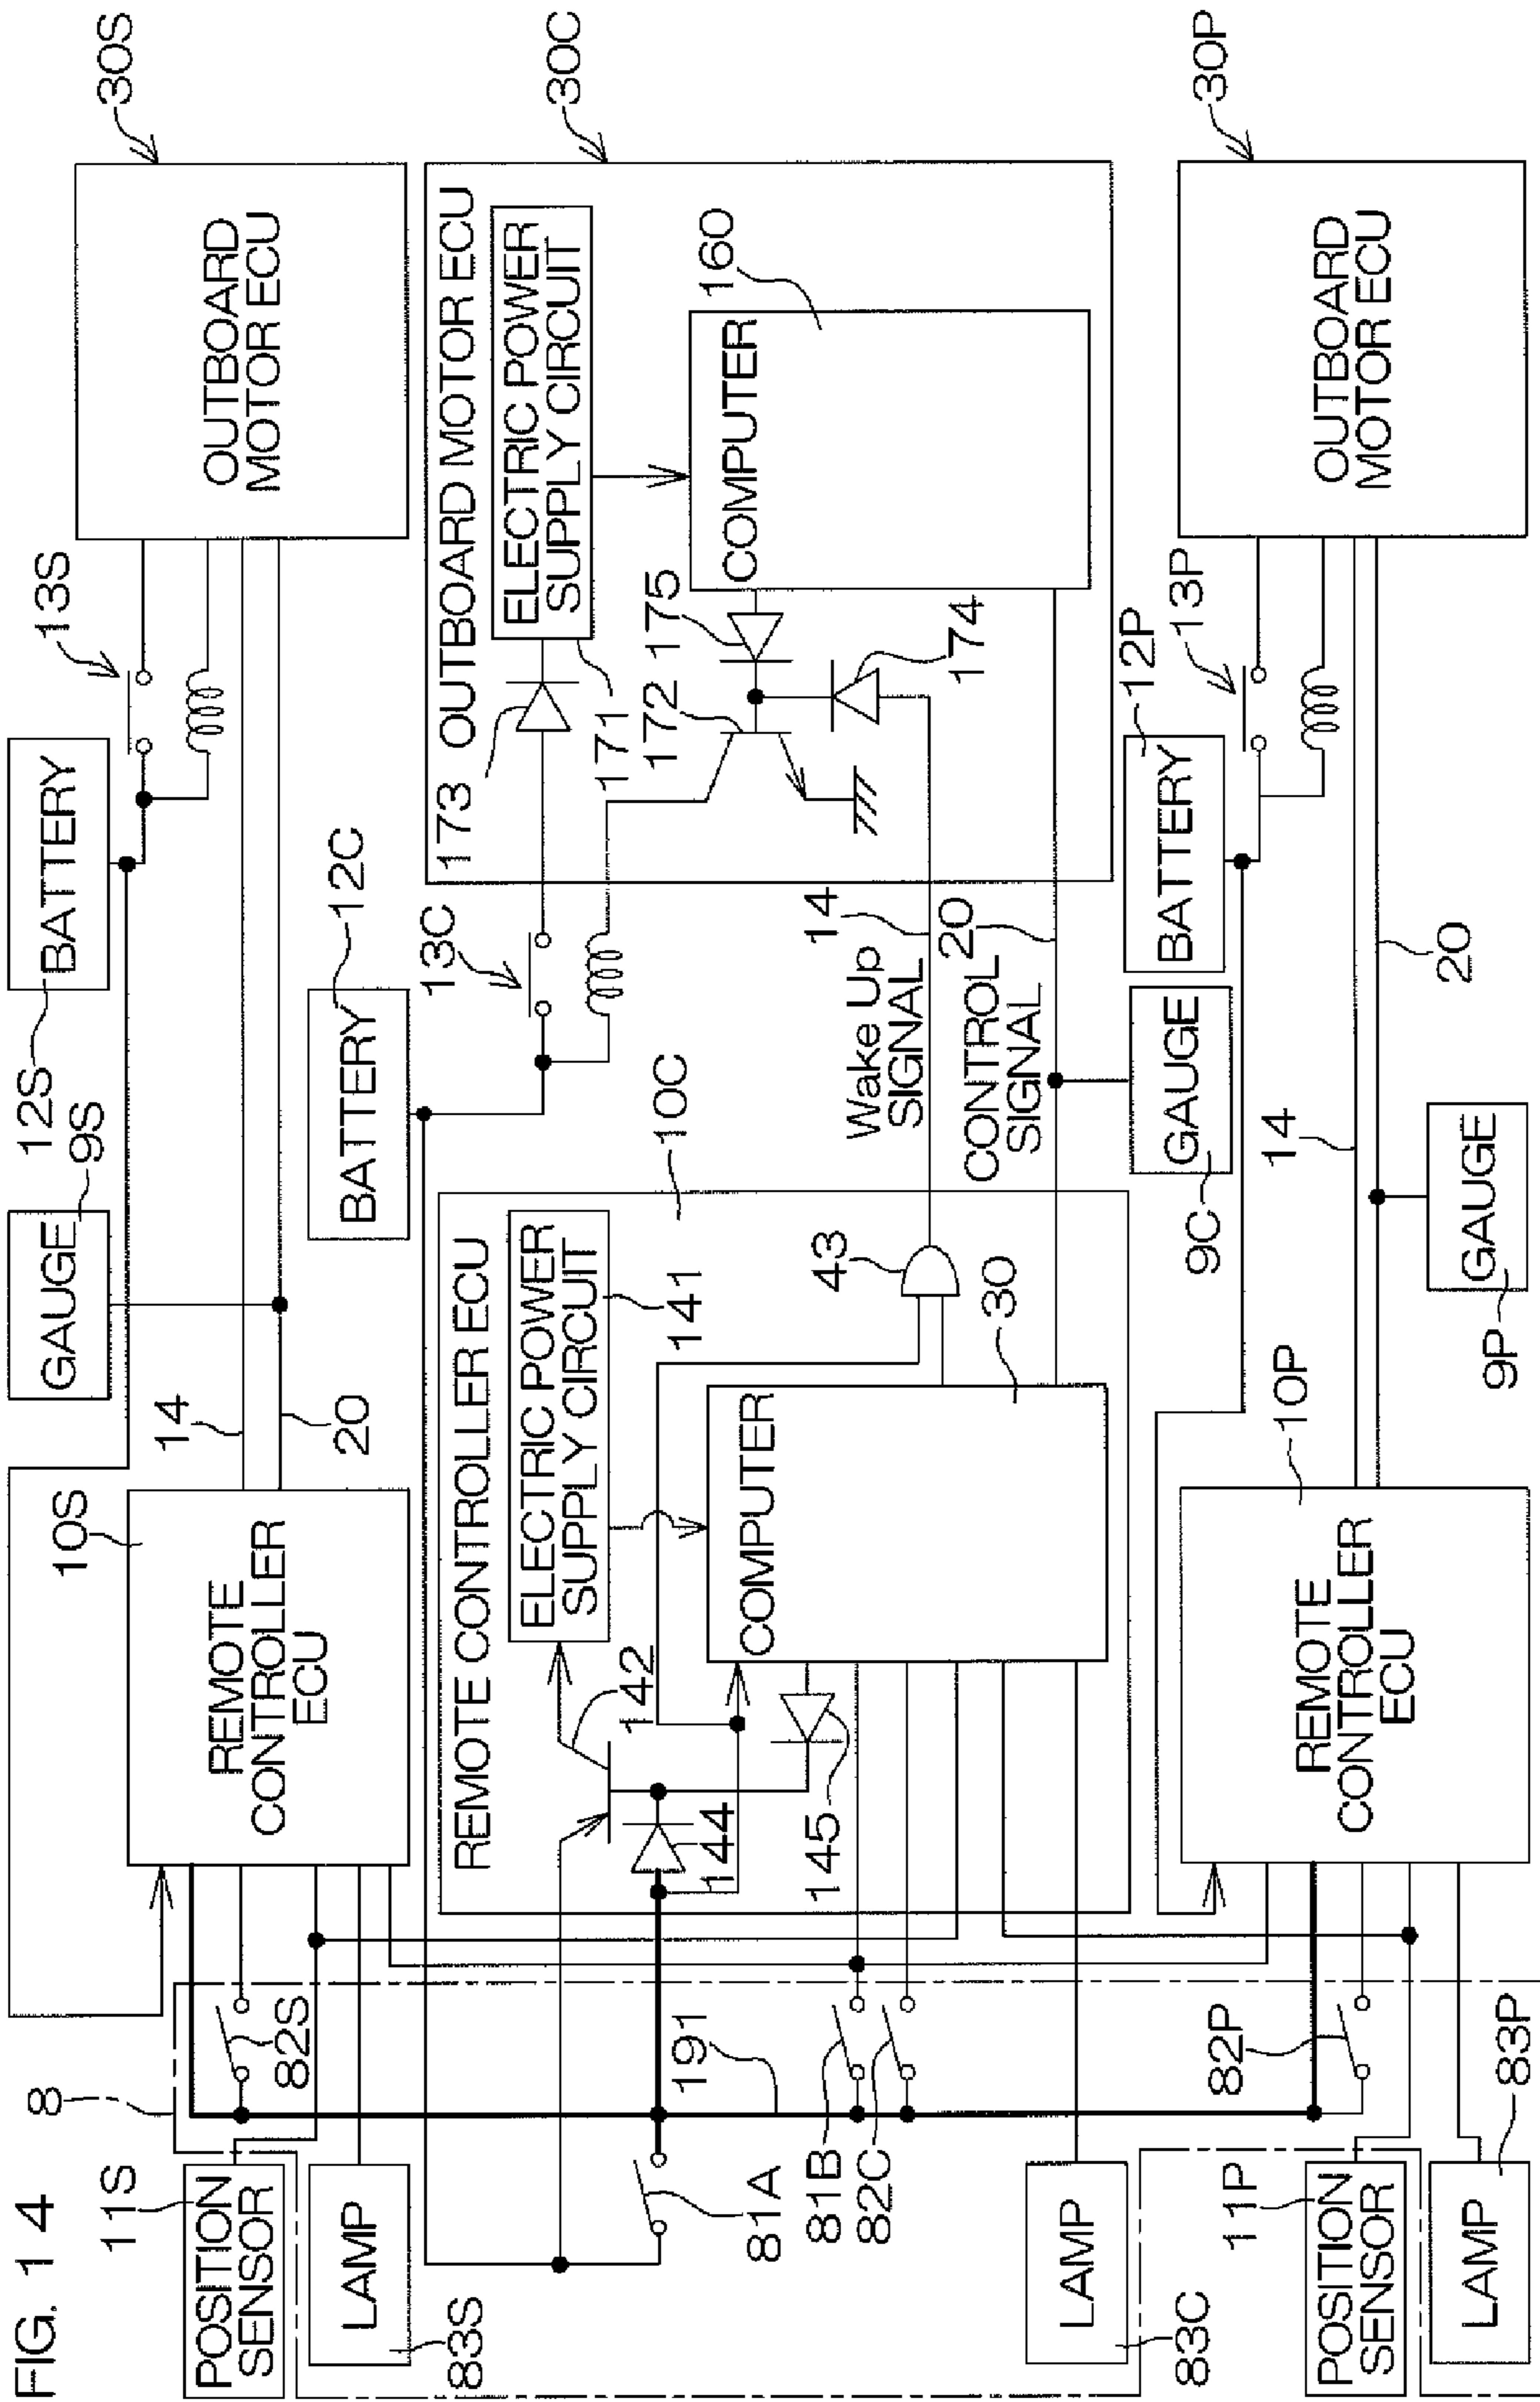 FIG. 14
8
11S
POSITION
SENSOR
LAMP
83S
82S
10S
REMOTE
CONTROLLER
ECU
14
20
GAUGE
9S
12S
BATTERY
13S
OUTBOARD
MOTOR ECU
30S
81A
191
81B
82C
LAMP
83C
REMOTE CONTROLLER ECU
10C
ELECTRIC POWER
SUPPLY CIRCUIT
141
142
144
145
COMPUTER
30
43
BATTERY
12C
13C
Wake Up
SIGNAL
14
CONTROL
SIGNAL
20
GAUGE
9C
OUTBOARD MOTOR ECU
30C
173
ELECTRIC POWER
SUPPLY CIRCUIT
171
172
175
174
COMPUTER
160
11P
POSITION
SENSOR
LAMP
83P
82P
10P
REMOTE
CONTROLLER
ECU
14
20
GAUGE
9P
BATTERY
12P
13P
OUTBOARD
MOTOR ECU
30P